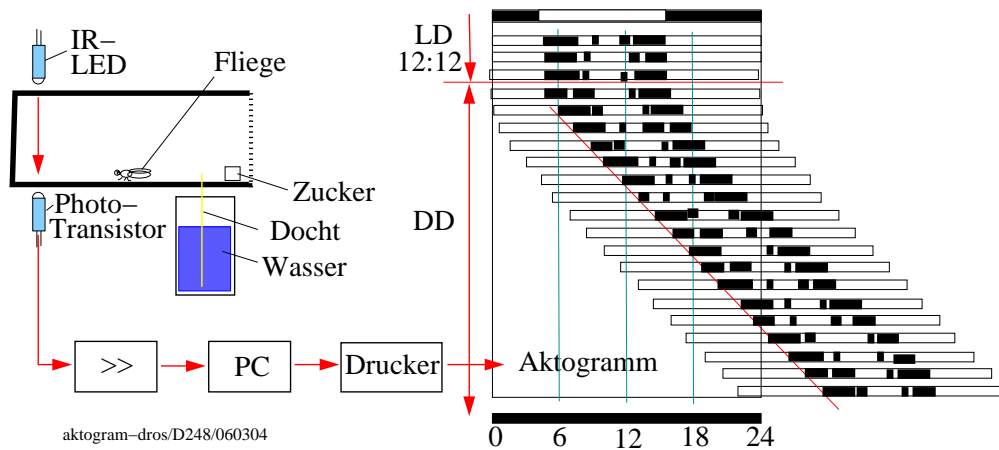 IR–
LED
Fliege
Zucker
Photo–
Transistor
Docht
Wasser
>>
PC
Drucker
aktogram–dros/D248/060304
LD
12:12
DD
Aktogramm
0 6 12 18 24